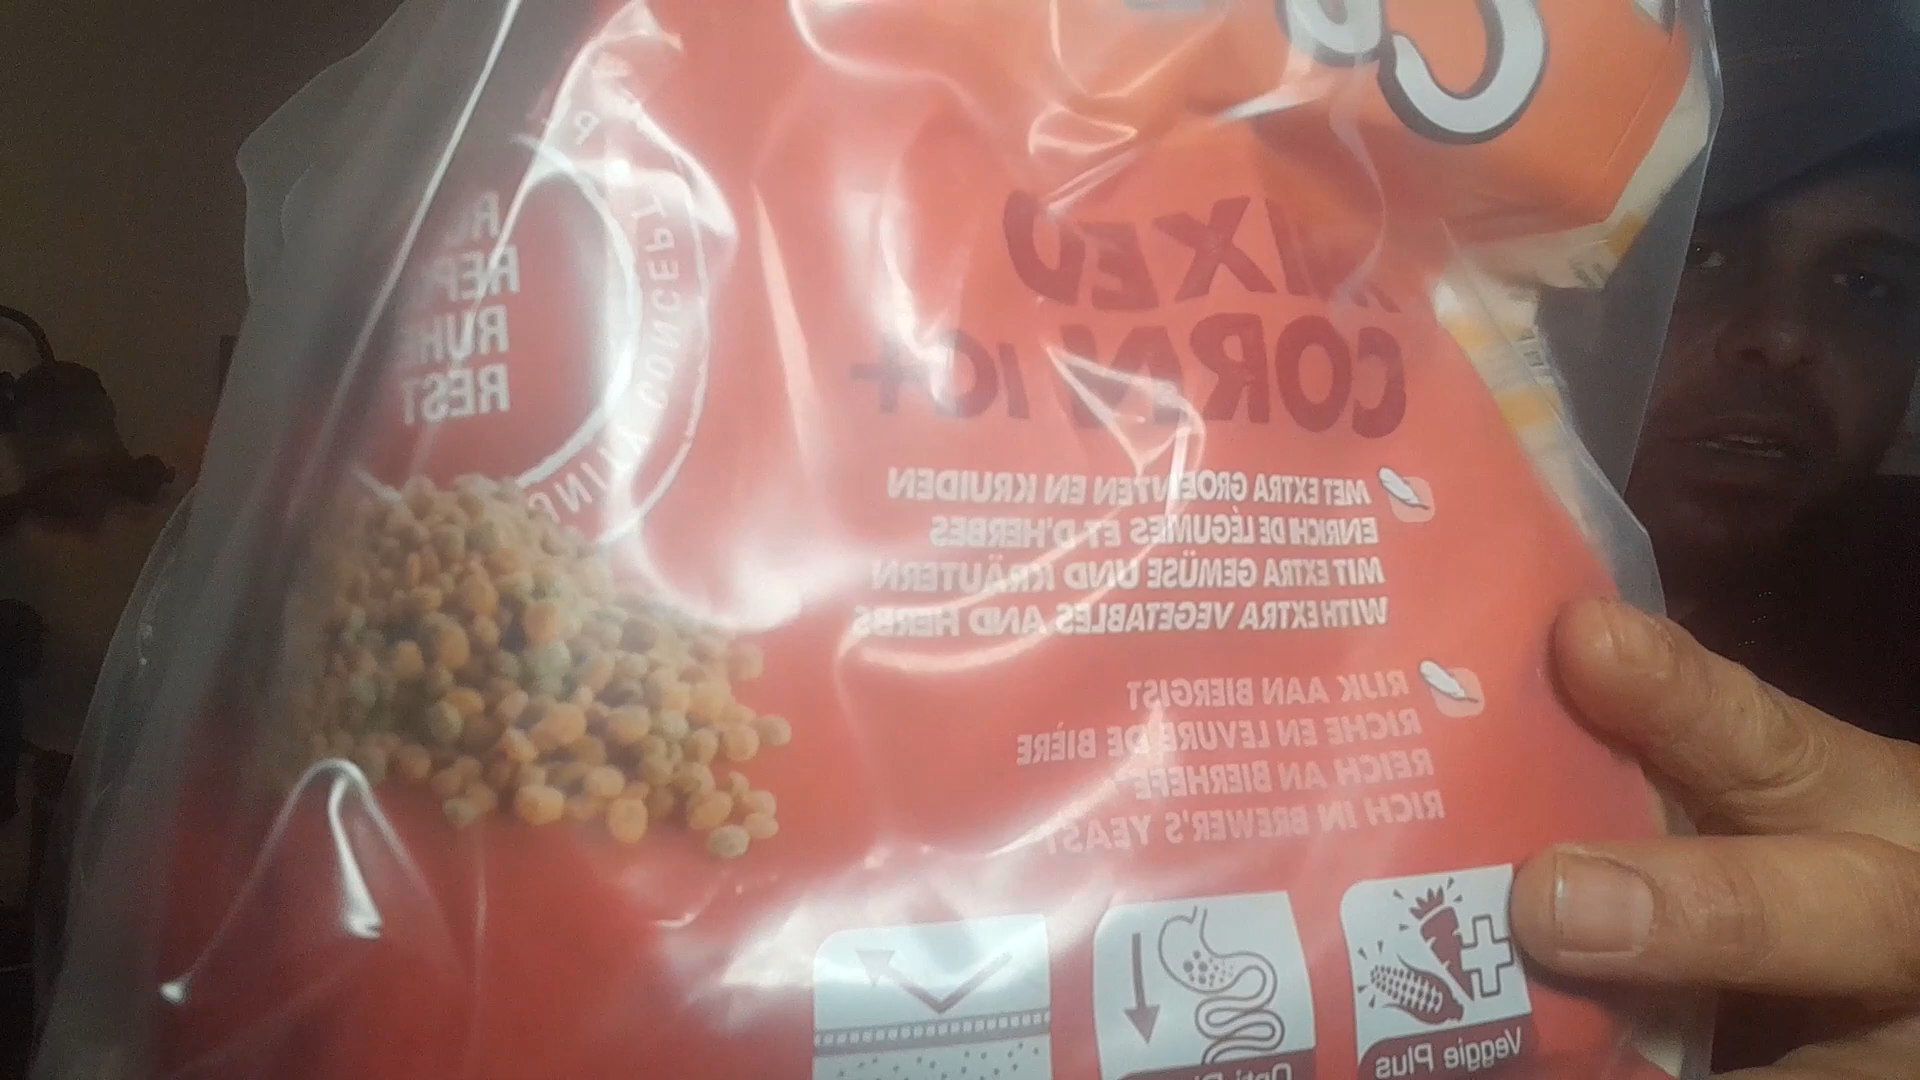 MIXED
CORN 10+
MET EXTRA GROENTEN EN KRUIDEN
ENRICHI DE LÉGUMES ET D'HERBES
MIT EXTRA GEMÜSE UND KRÄUTERN
WITH EXTRA VEGETABLES AND HERBS
RIJK AAN BIERGIST
RICHE EN LEVURE DE BIÈRE
REICH AN BIERHEFE
RICH IN BREWER'S YEAST
Veggie Plus
CONCEPT
REST